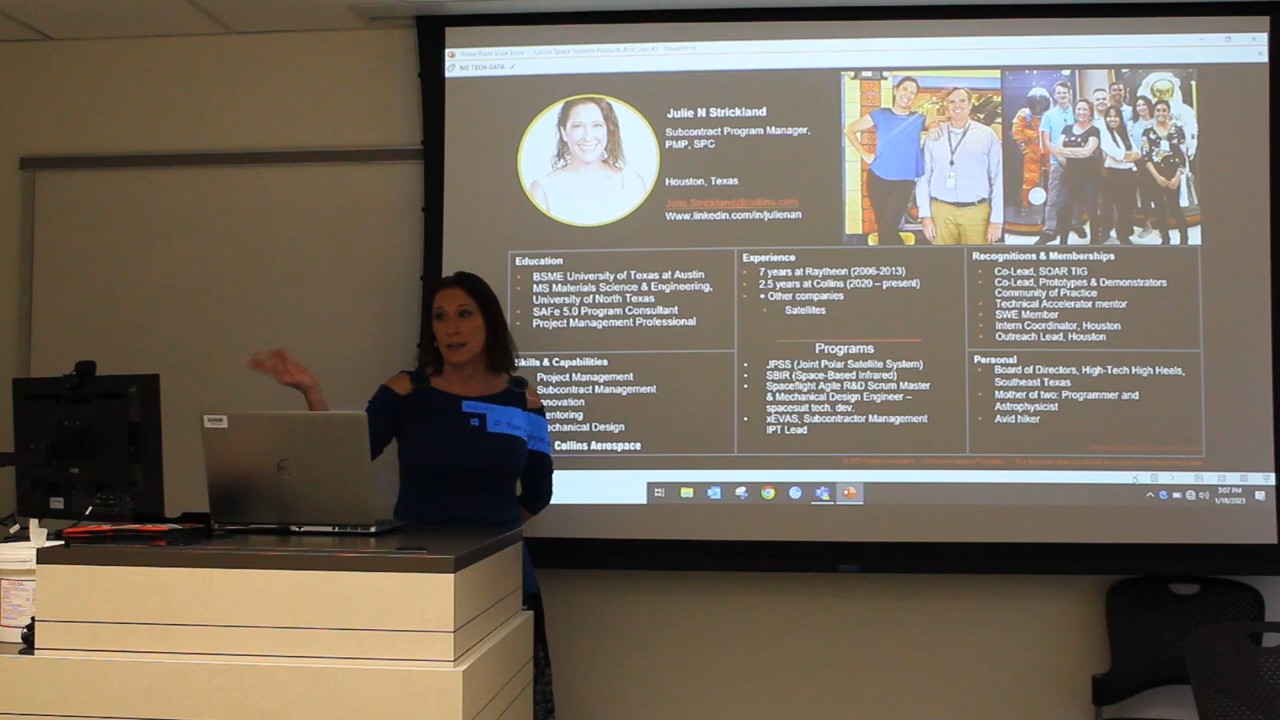 PowerPoint Slide Show - Collins Space Systems
NO TECH DATA
Julie N Strickland
Subcontract Program Manager,
PMP, SPC
Houston, Texas
Julie.Strickland@collins.com
Www.linkedin.com/in/julienan
Education
BSME University of Texas at Austin
MS Materials Science & Engineering,
University of North Texas
SAFe 5.0 Program Consultant
Project Management Professional
Skills & Capabilities
Project Management
Subcontract Management
nnovation
entoring
echanical Design
Collins Aerospace
Experience
7 years at Raytheon (2006-2013)
2.5 years at Collins (2020 – present)
+ Other companies
Satellites
Programs
JPSS (Joint Polar Satellite System)
SBIR (Space-Based Infrared)
Spaceflight Agile R&D Scrum Master
& Mechanical Design Engineer –
spacesuit tech. dev.
xEVAS, Subcontractor Management
IPT Lead
Recognitions & Memberships
Co-Lead, SOAR TIG
Co-Lead, Prototypes & Demonstrators
Community of Practice
Technical Accelerator mentor
SWE Member
Intern Coordinator, Houston
Outreach Lead, Houston
Personal
Board of Directors, High-Tech High Heels,
Southeast Texas
Mother of two: Programmer and
Astrophysicist
Avid hiker
3:07 PM
1/18/2023